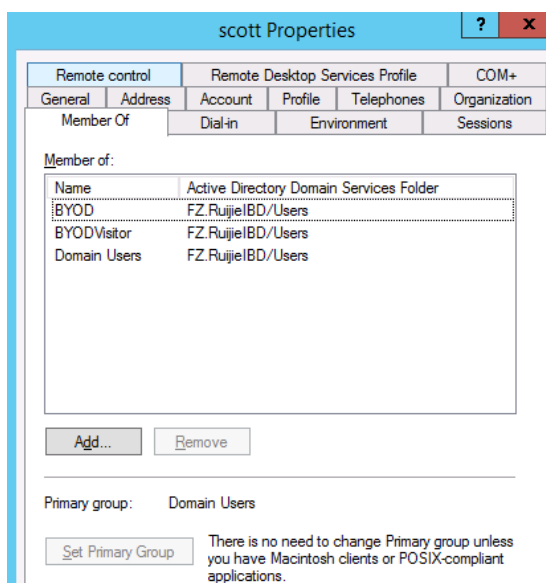 scott Properties
? x
Remote control Remote Desktop Services Profile COM+
General Address Account Profile Telephones Organization
Member Of Dial-in Environment Sessions
Member of:
Name Active Directory Domain Services Folder
BYOD FZ.RuijieIBD/Users
BYODVisitor FZ.RuijieIBD/Users
Domain Users FZ.RuijieIBD/Users
Add... Remove
Primary group: Domain Users
Set Primary Group
There is no need to change Primary group unless
you have Macintosh clients or POSIX-compliant
applications.